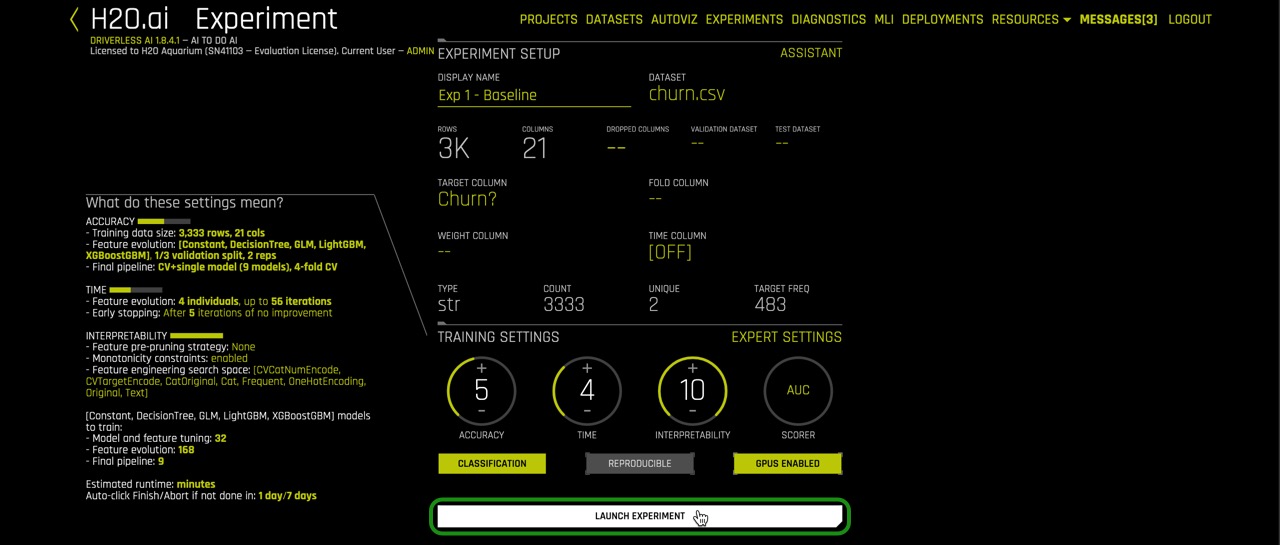 H2O.ai Experiment
DRIVERLESS AI 1.8.4.1 – AI TO DO AI
Licensed to H2O Aquarium (SN41103 – Evaluation License). Current User – ADMIN
PROJECTS DATASETS AUTOVIZ EXPERIMENTS DIAGNOSTICS MLI DEPLOYMENTS RESOURCES MESSAGES[3] LOGOUT
EXPERIMENT SETUP ASSISTANT
DISPLAY NAME DATASET
Exp 1 - Baseline churn.csv
ROWS COLUMNS DROPPED COLUMNS VALIDATION DATASET TEST DATASET
3K 21 -- -- --
TARGET COLUMN FOLD COLUMN
Churn? --
WEIGHT COLUMN TIME COLUMN
-- [OFF]
TYPE COUNT UNIQUE TARGET FREQ
str 3333 2 483
What do these settings mean?
ACCURACY
- Training data size: 3,333 rows, 21 cols
- Feature evolution: [Constant, DecisionTree, GLM, LightGBM,
XGBoostGBM], 1/3 validation split, 2 reps
- Final pipeline: CV+single model (9 models), 4-fold CV
TIME
- Feature evolution: 4 individuals, up to 56 iterations
- Early stopping: After 5 iterations of no improvement
INTERPRETABILITY
- Feature pre-pruning strategy: None
- Monotonicity constraints: enabled
- Feature engineering search space: [CVCatNumEncode,
CVTargetEncode, CatOriginal, Cat, Frequent, OneHotEncoding,
Original, Text]
[Constant, DecisionTree, GLM, LightGBM, XGBoostGBM] models
to train:
- Model and feature tuning: 32
- Feature evolution: 168
- Final pipeline: 9
Estimated runtime: minutes
Auto-click Finish/Abort if not done in: 1 day/7 days
TRAINING SETTINGS EXPERT SETTINGS
+ + +
5 4 10 AUC
- - -
ACCURACY TIME INTERPRETABILITY SCORER
CLASSIFICATION REPRODUCIBLE GPUS ENABLED
LAUNCH EXPERIMENT